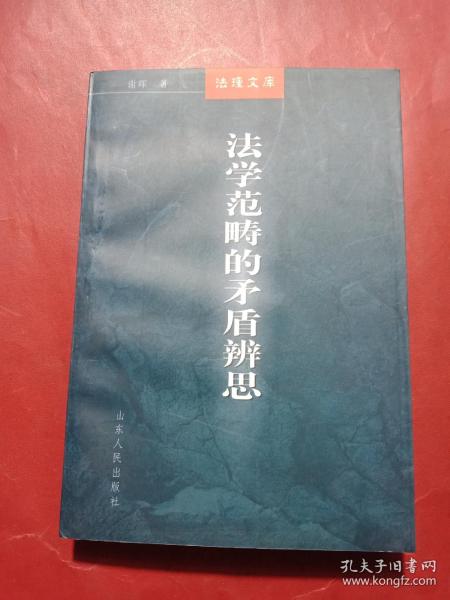 谢晖 著
法理文库
法学范畴的矛盾辨思
山东人民出版社
孔夫子旧书网
www.kongfz.com